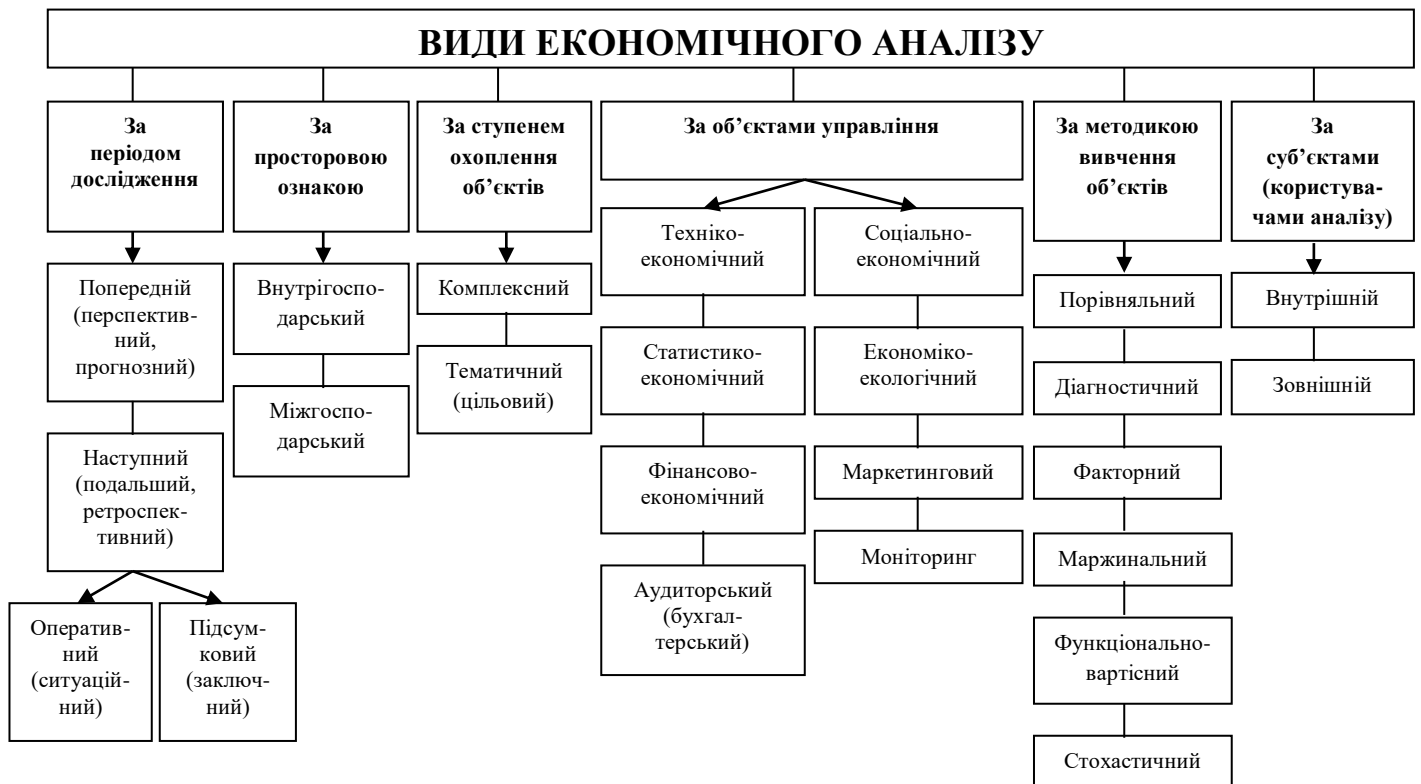 ВИДИ ЕКОНОМІЧНОГО АНАЛІЗУ
За
періодом
дослідження
За
просторовою
ознакою
За ступенем
охоплення
об’єктів
За об’єктами управління
За методикою
вивчення
об’єктів
За
суб’єктами
(користува-
чами аналізу)
Попередній
(перспектив-
ний,
прогнозний)
Наступний
(подальший,
ретроспек-
тивний)
Оператив-
ний
(ситуацій-
ний)
Підсум-
ковий
(заключ-
ний)
Внутрігоспо-
дарський
Міжгоспо-
дарський
Комплексний
Тематичний
(цільовий)
Техніко-
економічний
Статистико-
економічний
Фінансово-
економічний
Аудиторський
(бухгал-
терський)
Соціально-
економічний
Економіко-
екологічний
Маркетинговий
Моніторинг
Порівняльний
Діагностичний
Факторний
Маржинальний
Функціонально-
вартісний
Стохастичний
Внутрішній
Зовнішній